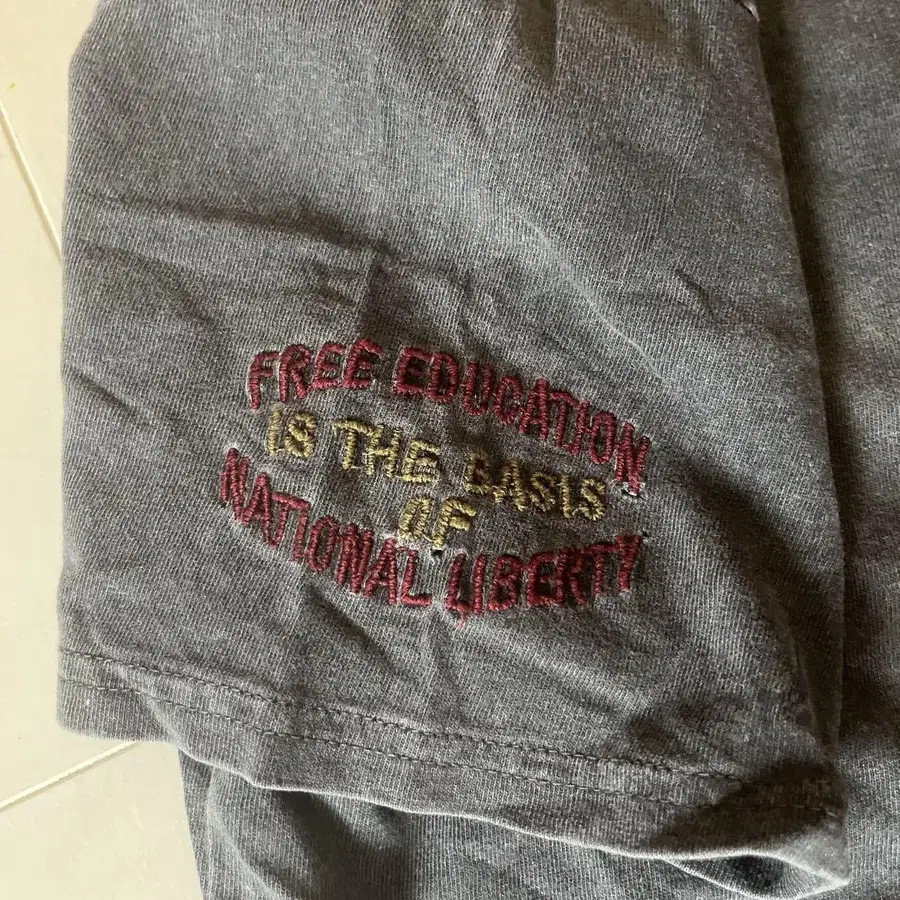 FREE EDUCATION
IS THE BASIS
OF
NATIONAL LIBERTY